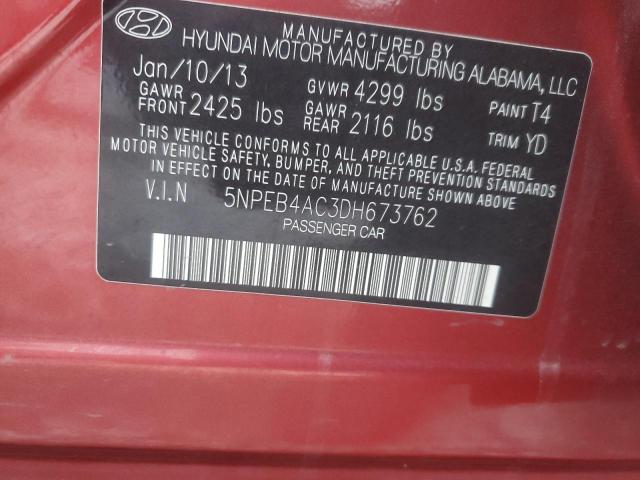 MANUFACTURED BY
HYUNDAI MOTOR MANUFACTURING ALABAMA, LLC
Jan/10/13 GVWR 4299 lbs PAINT T4
GAWR FRONT 2425 lbs GAWR REAR 2116 lbs TRIM YD
THIS VEHICLE CONFORMS TO ALL APPLICABLE U.S.A. FEDERAL
MOTOR VEHICLE SAFETY, BUMPER, AND THEFT PREVENTION STANDARDS
IN EFFECT ON THE DATE OF MANUFACTURE SHOWN ABOVE.
V.I.N 5NPEB4AC3DH673762
PASSENGER CAR